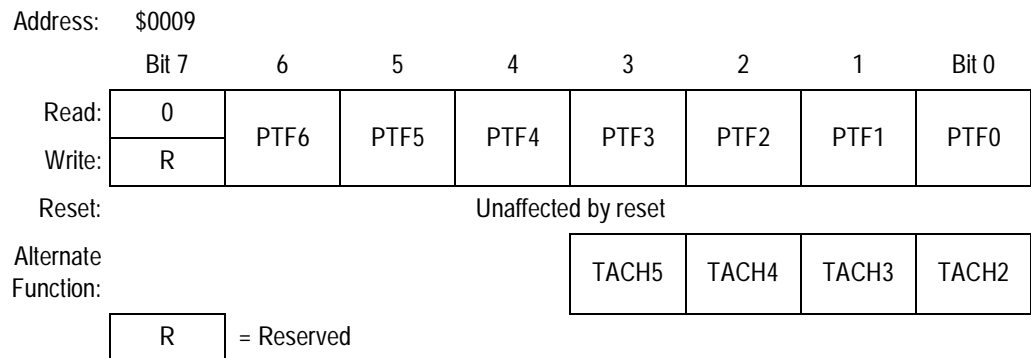 Address: $0009
Bit 7 6 5 4 3 2 1 Bit 0
Read: 0 PTF6 PTF5 PTF4 PTF3 PTF2 PTF1 PTF0
Write: R
Reset: Unaffected by reset
Alternate
Function: TACH5 TACH4 TACH3 TACH2
R = Reserved